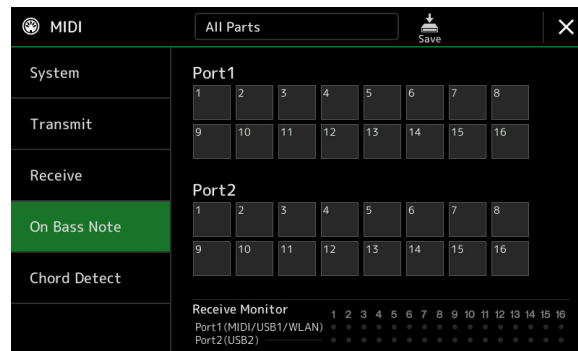 MIDI
All Parts
Save
System
Transmit
Receive
On Bass Note
Chord Detect
Port1
1 2 3 4 5 6 7 8
9 10 11 12 13 14 15 16
Port2
1 2 3 4 5 6 7 8
9 10 11 12 13 14 15 16
Receive Monitor 1 2 3 4 5 6 7 8 9 10 11 12 13 14 15 16
Port1(MIDI/USB1/WLAN)
Port2(USB2)